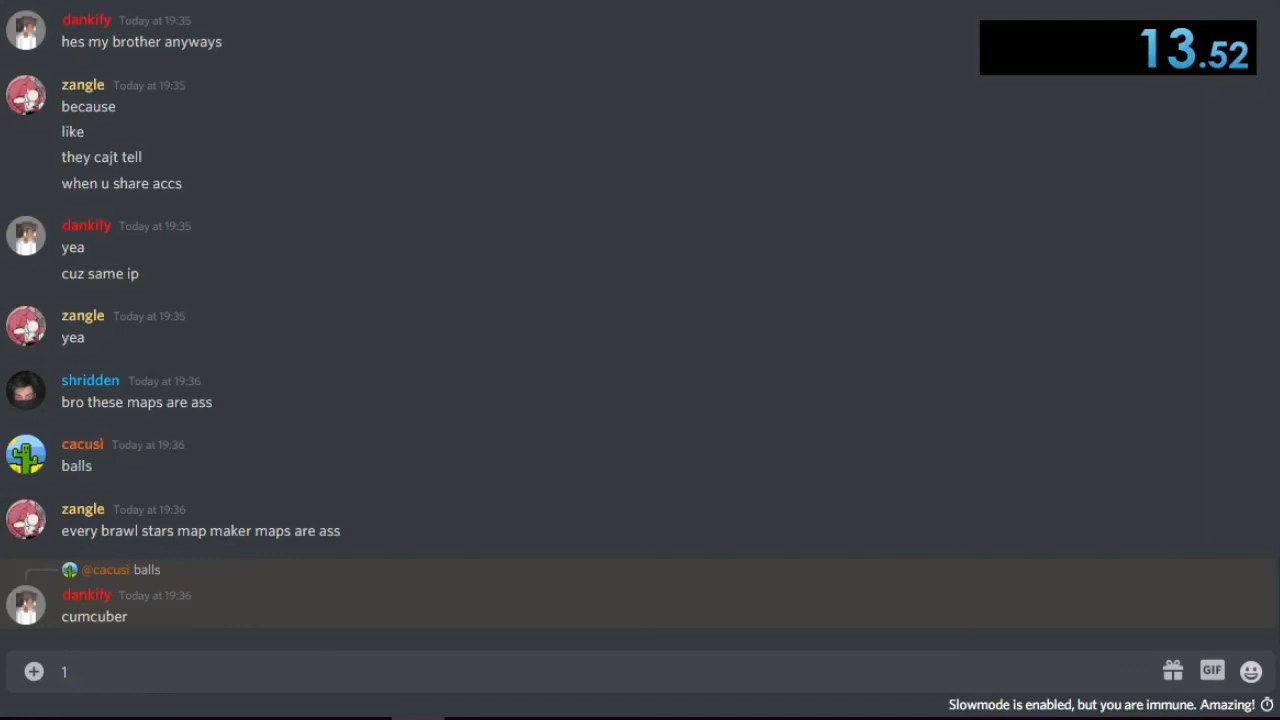 dankify Today at 19:35
hes my brother anyways
13.52
zangle Today at 19:35
because
like
they cajt tell
when u share accs
dankify Today at 19:35
yea
cuz same ip
zangle Today at 19:35
yea
shridden Today at 19:36
bro these maps are ass
cacusì Today at 19:36
balls
zangle Today at 19:36
every brawl stars map maker maps are ass
@cacusì balls
dankify Today at 19:36
cumcuber
1
GIF
Slowmode is enabled, but you are immune. Amazing!